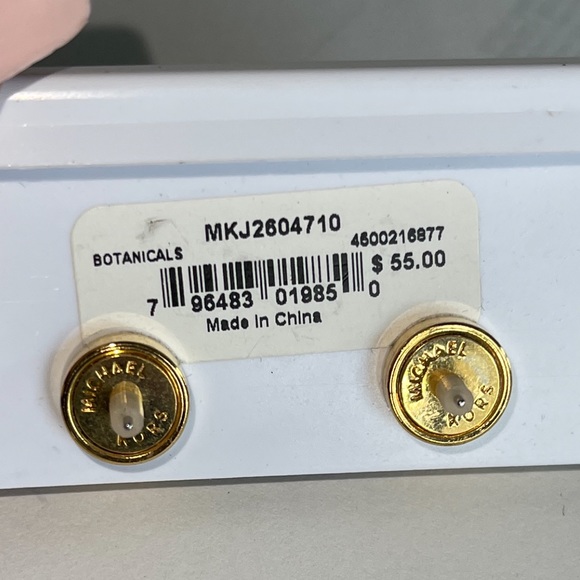 MKJ2604710
BOTANICALS
4600216877
$ 55.00
7 96483 01985 0
Made In China
MICHAEL
KORS
MICHAEL
KORS